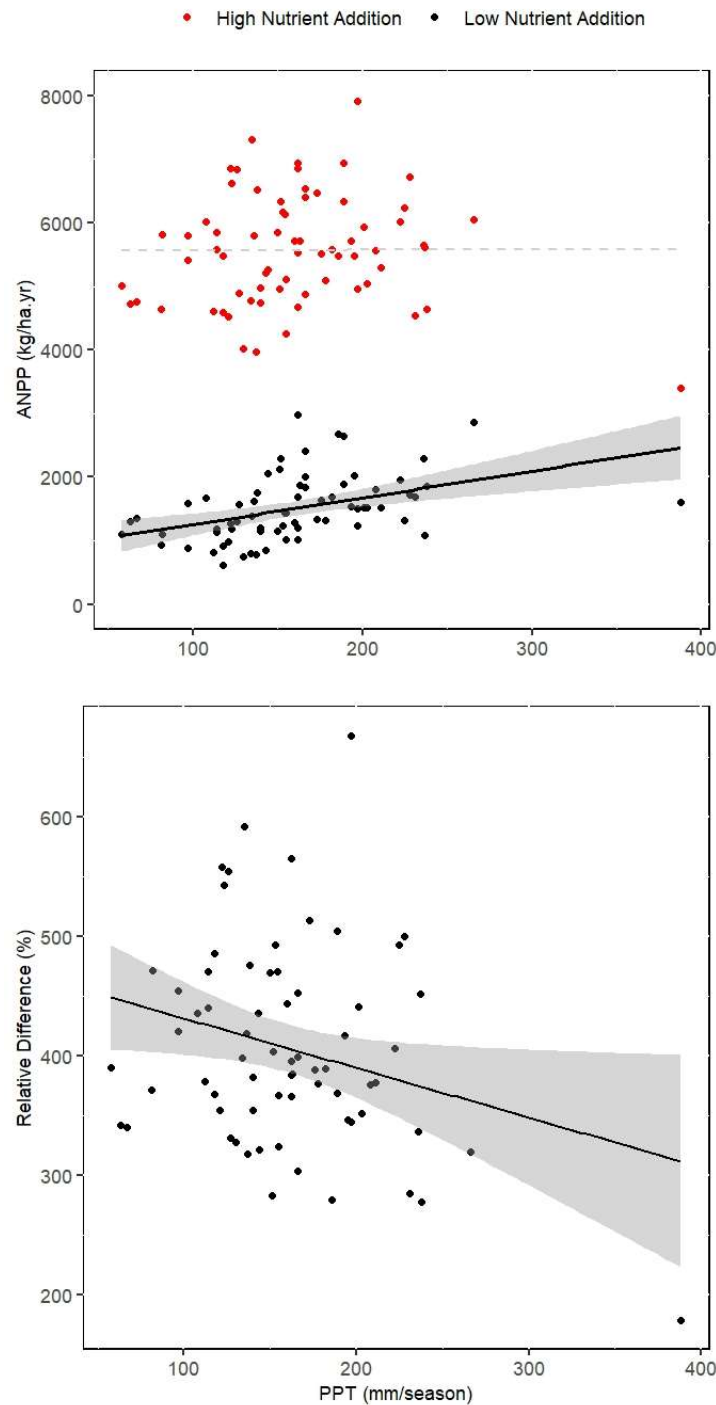 High Nutrient Addition Low Nutrient Addition
8000
6000
4000
2000
0
ANPP (kg/ha.yr)
100 200 300 400
600
500
400
300
200
Relative Difference (%)
100 200 300 400
PPT (mm/season)